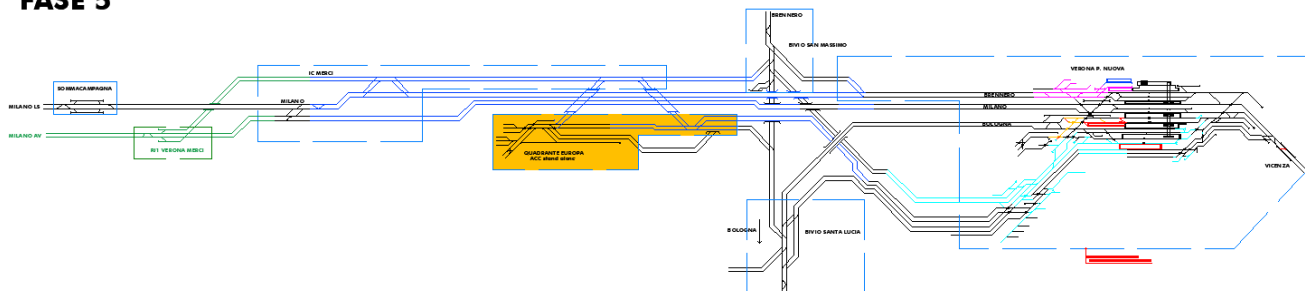 FASE 5
BRENNERO
BIVIO SAN MASSIMO
IC MERCI
VERONA P. NUOVA
SOMMACAMPAGNA
MILANO
BRENNERO
MILANO LS
MILANO
BOLOGNA
MILANO AV
RI1 VERONA MERCI
QUADRANTE EUROPA
ACC stand alone
VICENZA
BOLOGNA
BIVIO SANTA LUCIA